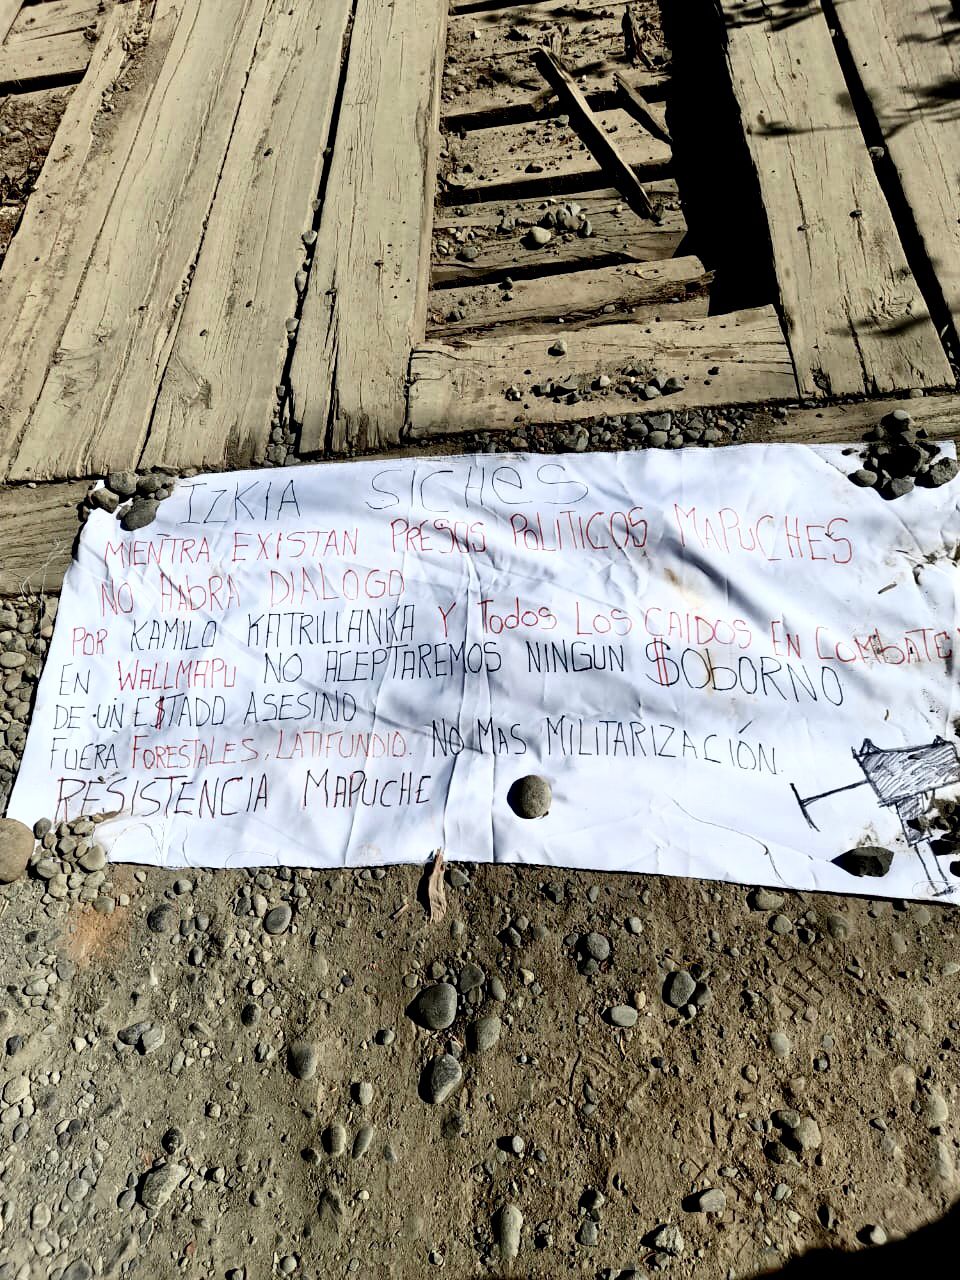 IZKIA SICHES
MIENTRA EXISTAN PRESOS POLITICOS MAPUCHES
NO HABRA DIALOGO
POR KAMILO KATRILLANKA Y TODOS LOS CAIDOS EN COMBATE
EN WALLMAPU NO ACEPTAREMOS NINGUN $OBORNO
DE UN E$TADO ASESINO
FUERA FORESTALES, LATIFUNDIO. NO MAS MILITARIZACIÓN.
RESISTENCIA MAPUCHE